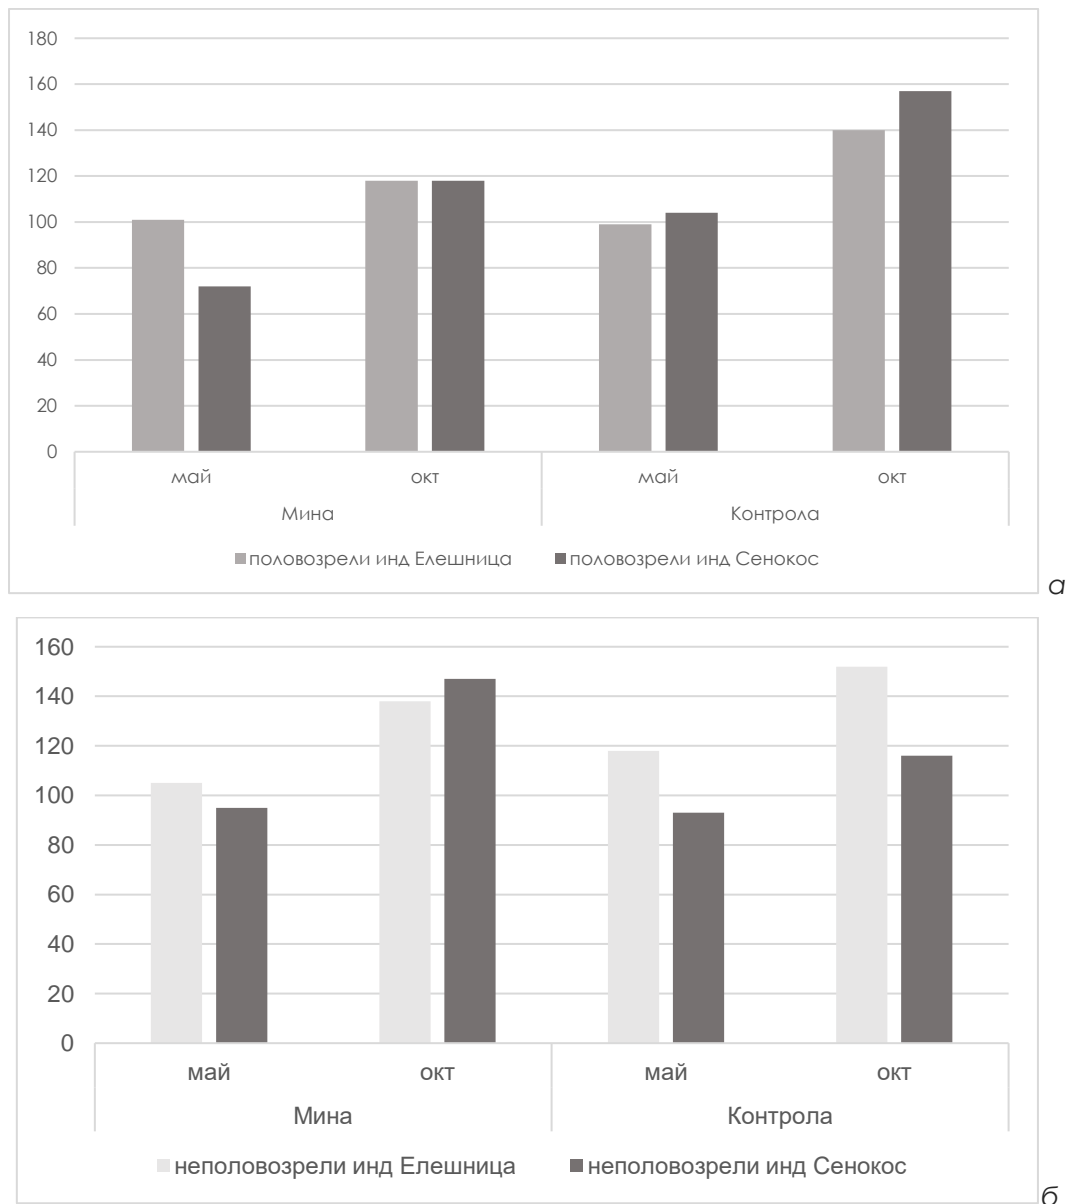 180
160
140
120
100
80
60
40
20
0
май окт май окт
Мина Контрола
половозрели инд Елешница половозрели инд Сенокос
а
160
140
120
100
80
60
40
20
0
май окт май окт
Мина Контрола
неполовозрели инд Елешница неполовозрели инд Сенокос
б